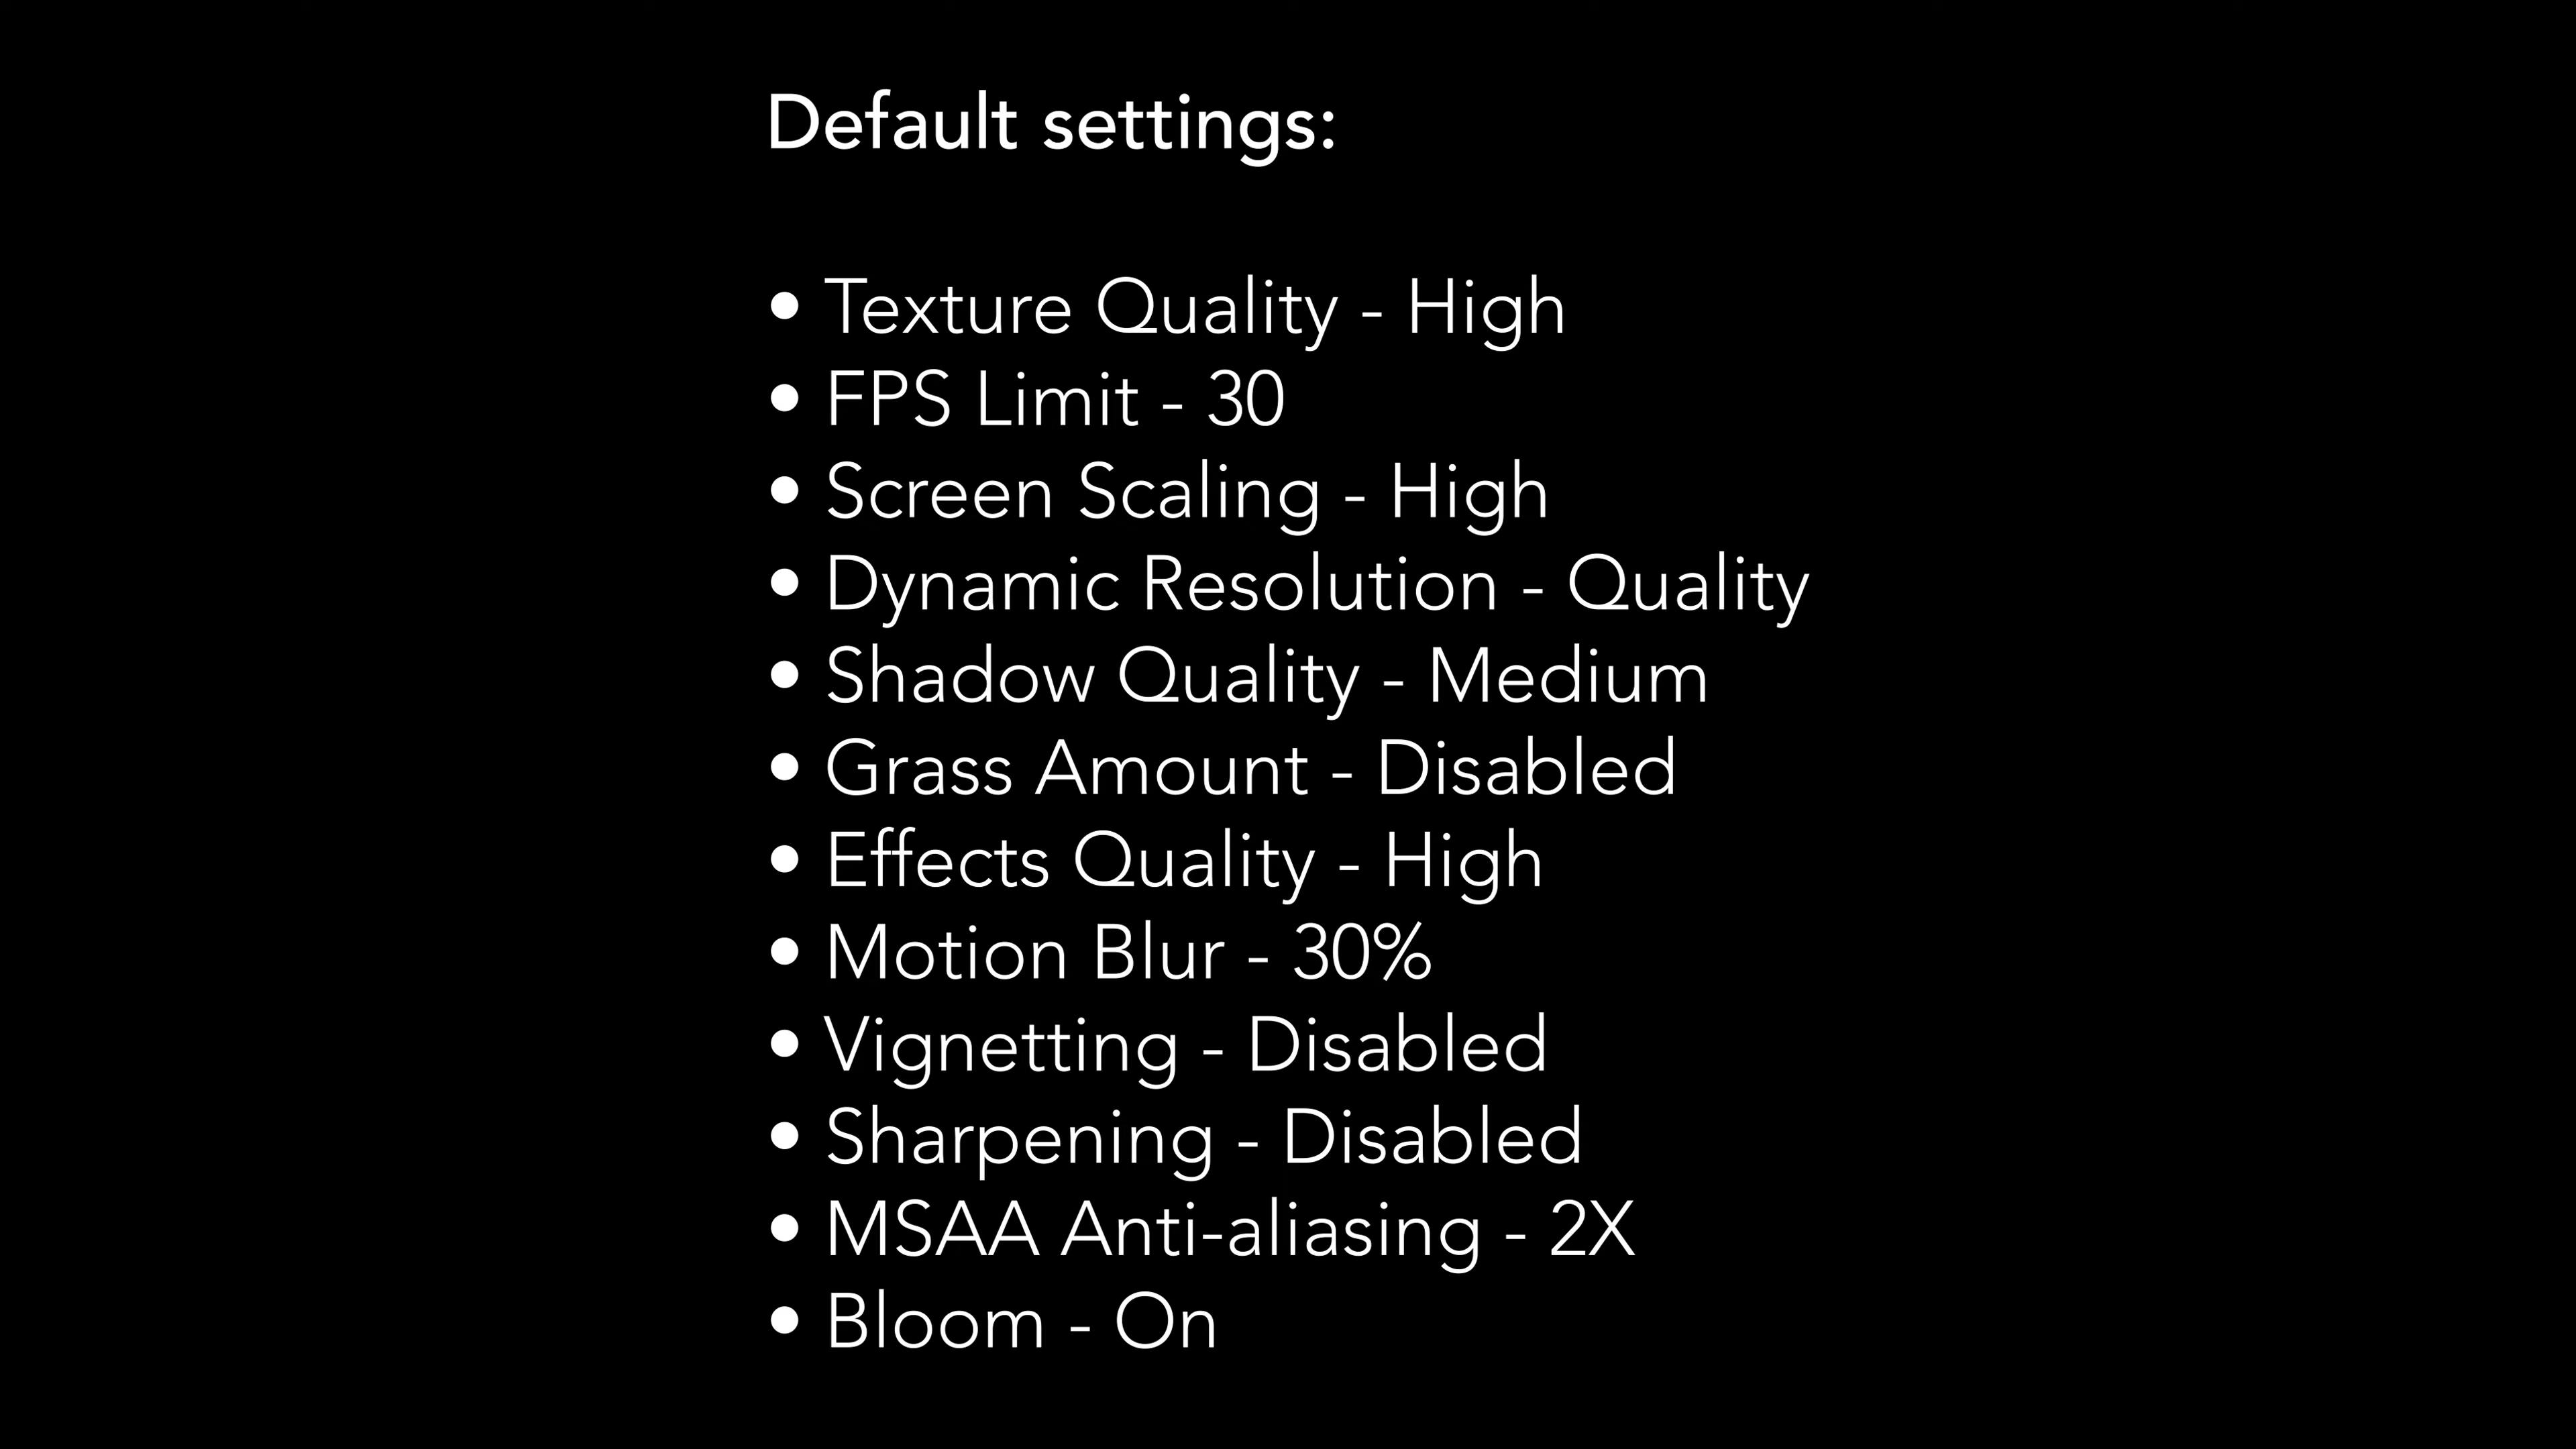 Default settings:
• Texture Quality - High
• FPS Limit - 30
• Screen Scaling - High
• Dynamic Resolution - Quality
• Shadow Quality - Medium
• Grass Amount - Disabled
• Effects Quality - High
• Motion Blur - 30%
• Vignetting - Disabled
• Sharpening - Disabled
• MSAA Anti-aliasing - 2X
• Bloom - On